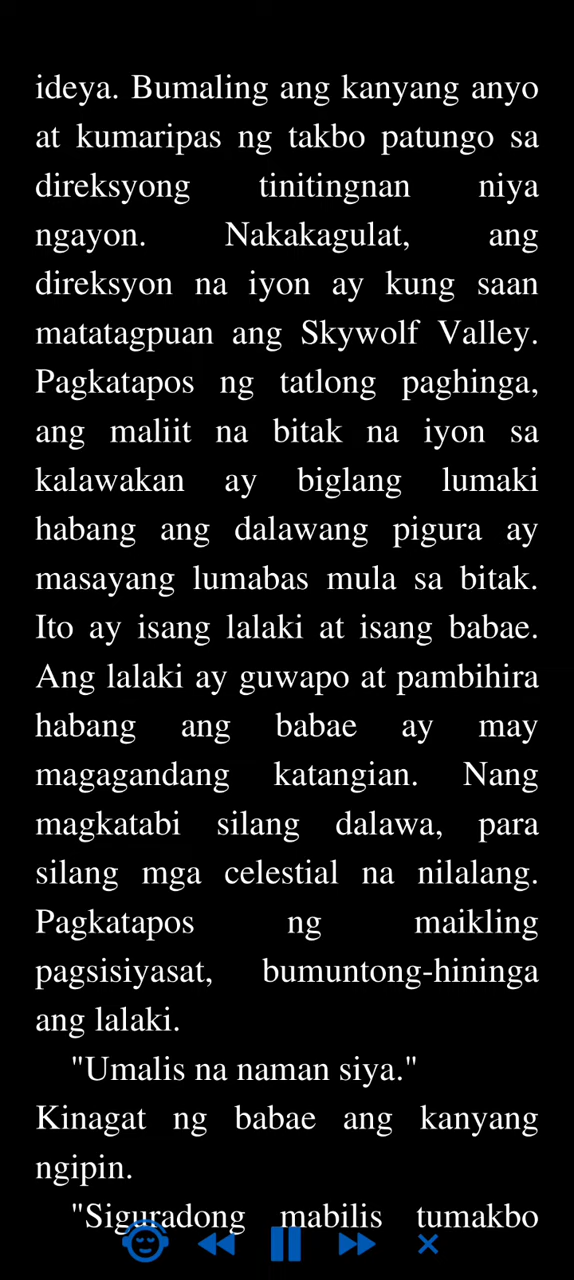 ideya. Bumaling ang kanyang anyo
at kumaripas ng takbo patungo sa
direksyong tinitingnan niya
ngayon. Nakakagulat, ang
direksyon na iyon ay kung saan
matatagpuan ang Skywolf Valley.
Pagkatapos ng tatlong paghinga,
ang maliit na bitak na iyon sa
kalawakan ay biglang lumaki
habang ang dalawang pigura ay
masayang lumabas mula sa bitak.
Ito ay isang lalaki at isang babae.
Ang lalaki ay guwapo at pambihira
habang ang babae ay may
magagandang katangian. Nang
magkatabi silang dalawa, para
silang mga celestial na nilalang.
Pagkatapos ng maikling
pagsisiyasat, bumuntong-hininga
ang lalaki.
"Umalis na naman siya."
Kinagat ng babae ang kanyang
ngipin.
"Siguradong mabilis tumakbo